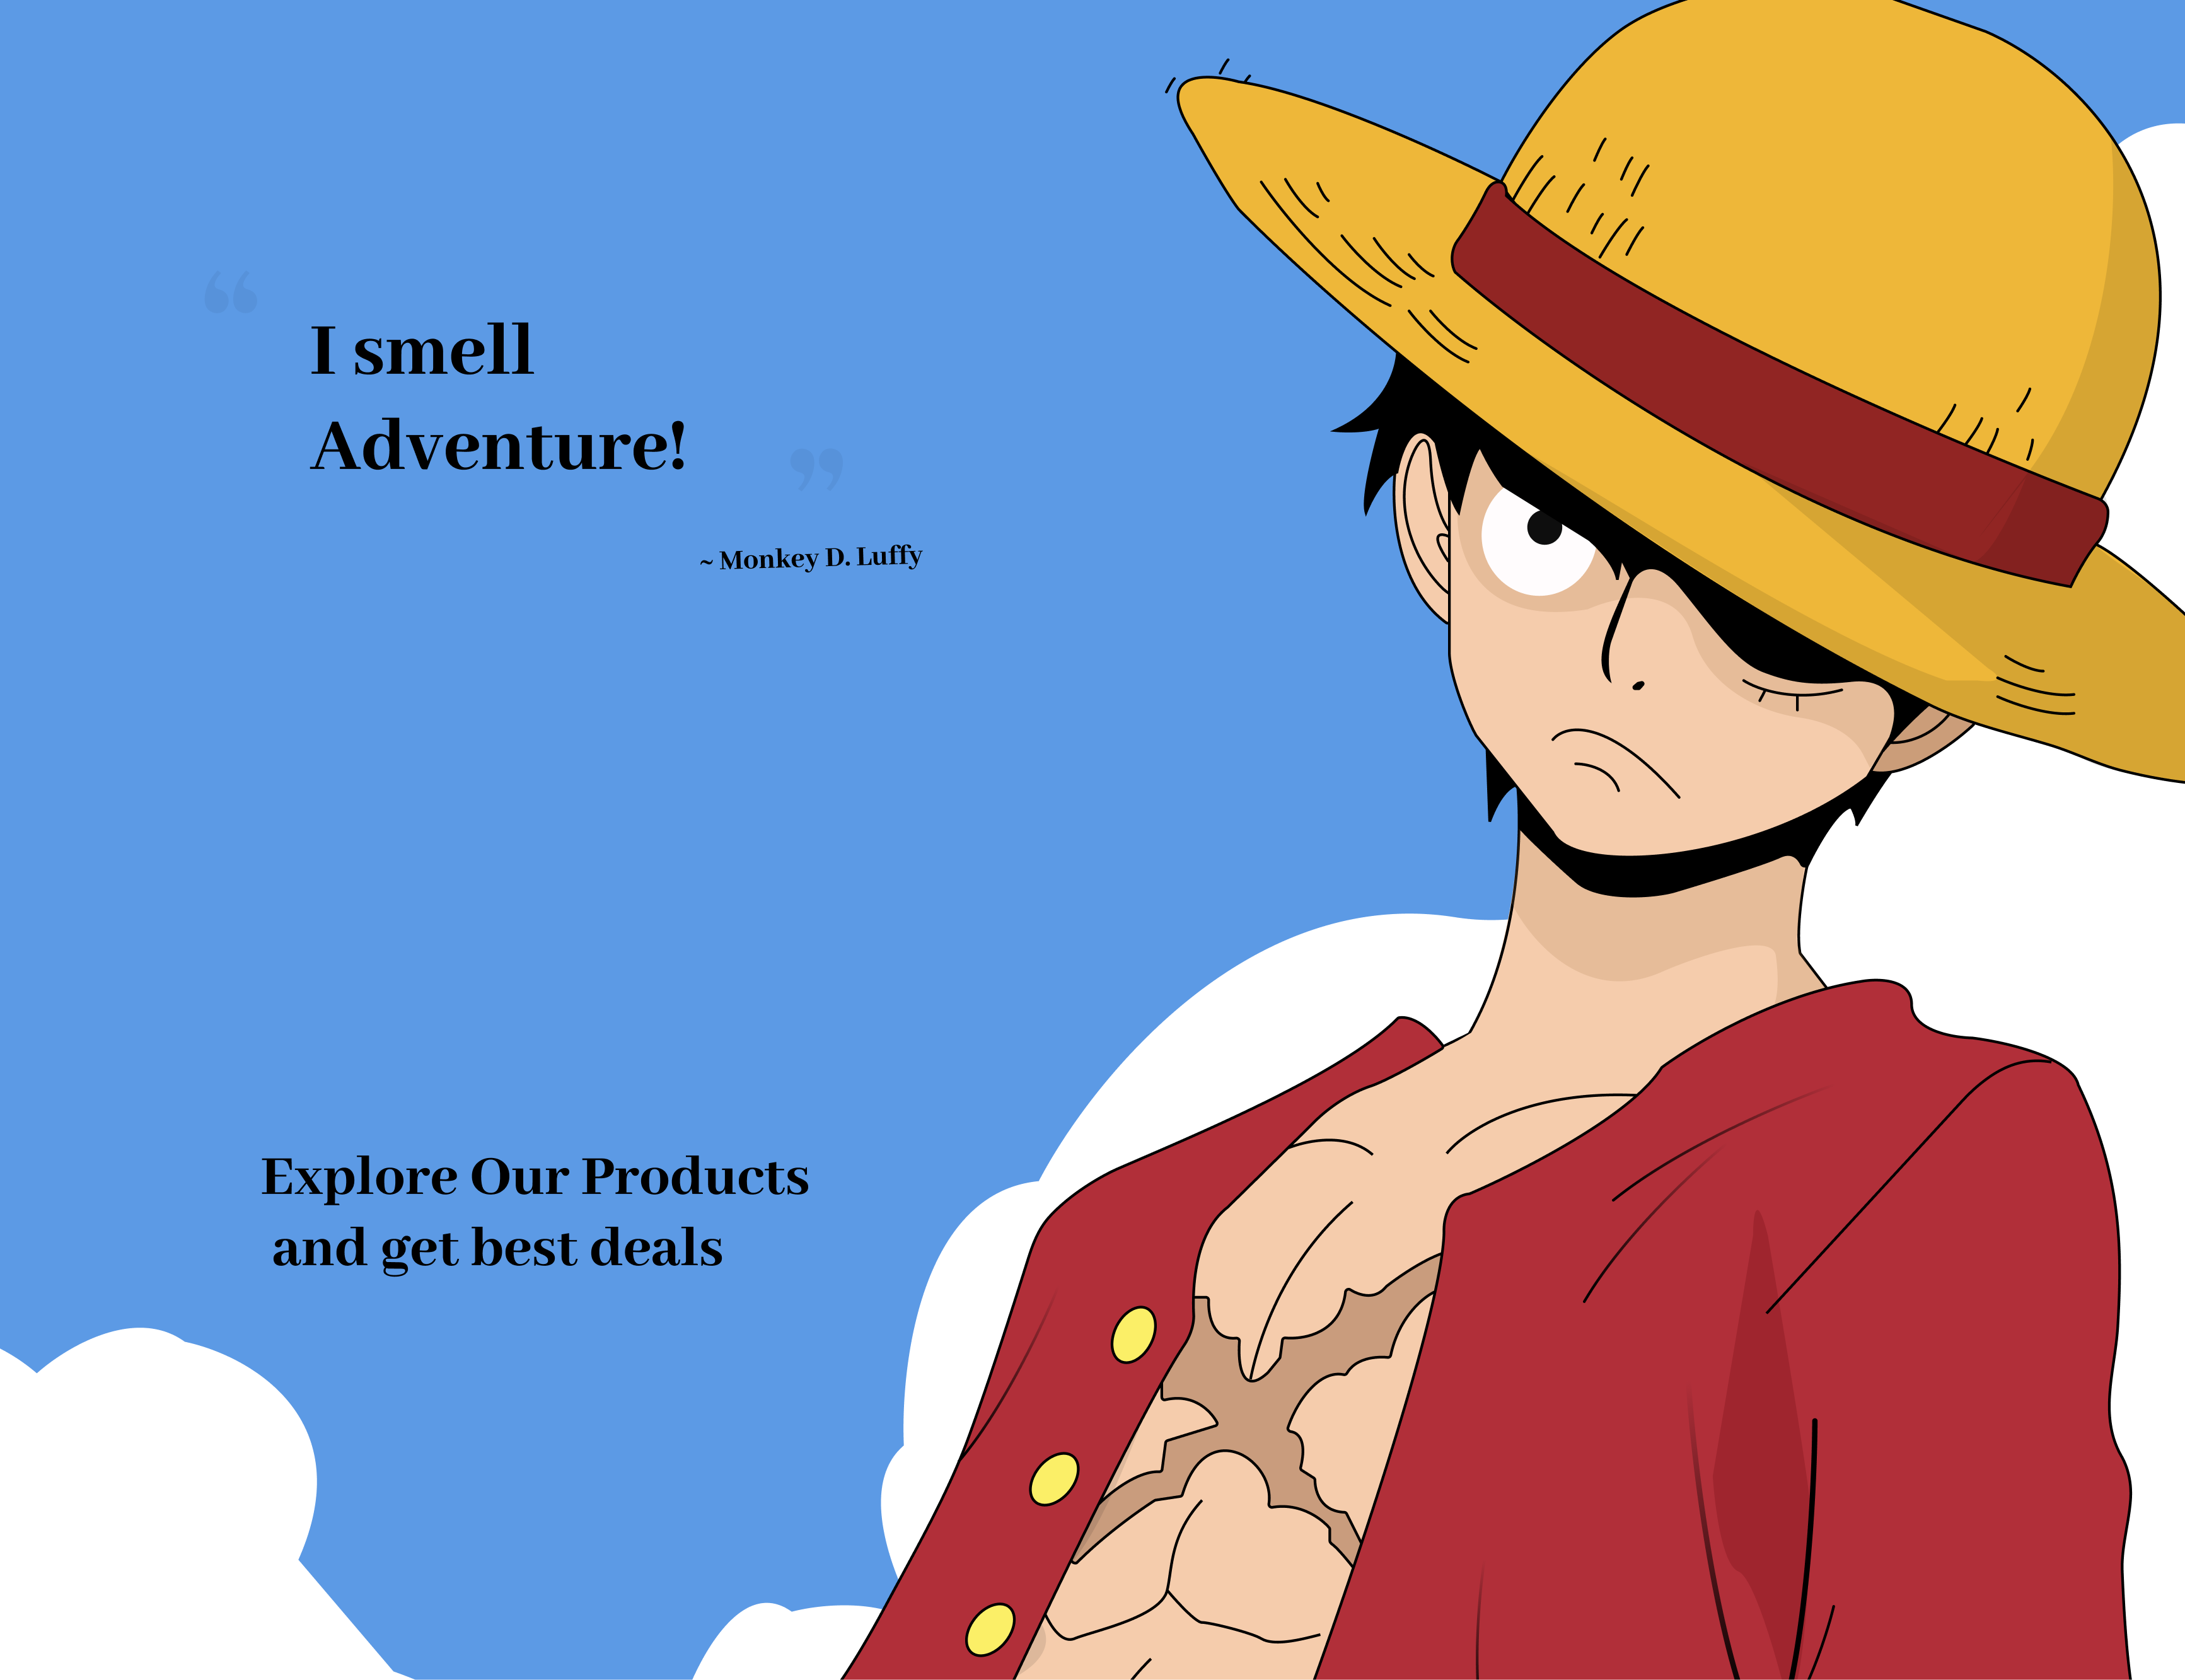 “
I smell
Adventure!
”
~ Monkey D. Luffy
Explore Our Products
and get best deals